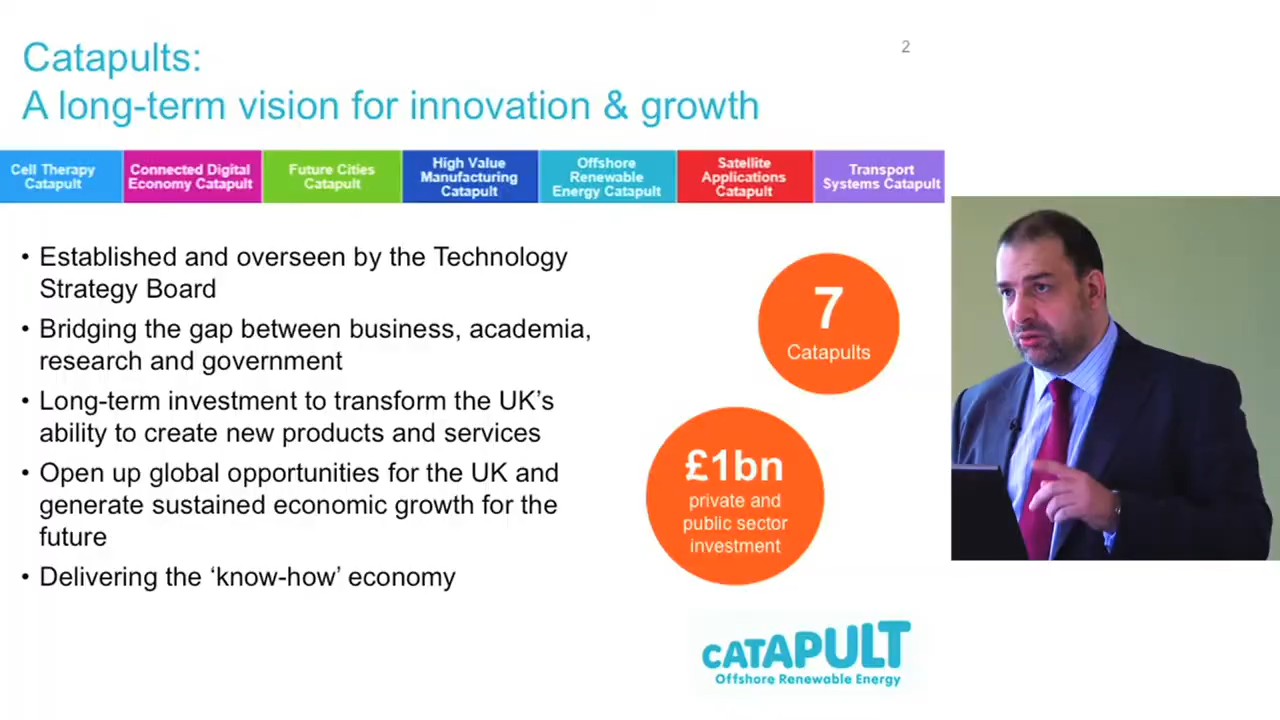 Catapults:
2
A long-term vision for innovation & growth
Cell Therapy
Catapult
Connected Digital
Economy Catapult
Future Cities
Catapult
High Value
Manufacturing
Catapult
Offshore
Renewable
Energy Catapult
Satellite
Applications
Catapult
Transport
Systems Catapult
• Established and overseen by the Technology
Strategy Board
• Bridging the gap between business, academia,
research and government
• Long-term investment to transform the UK’s
ability to create new products and services
• Open up global opportunities for the UK and
generate sustained economic growth for the
future
• Delivering the ‘know-how’ economy
7
Catapults
£1bn
private and
public sector
investment
CATAPULT
Offshore Renewable Energy